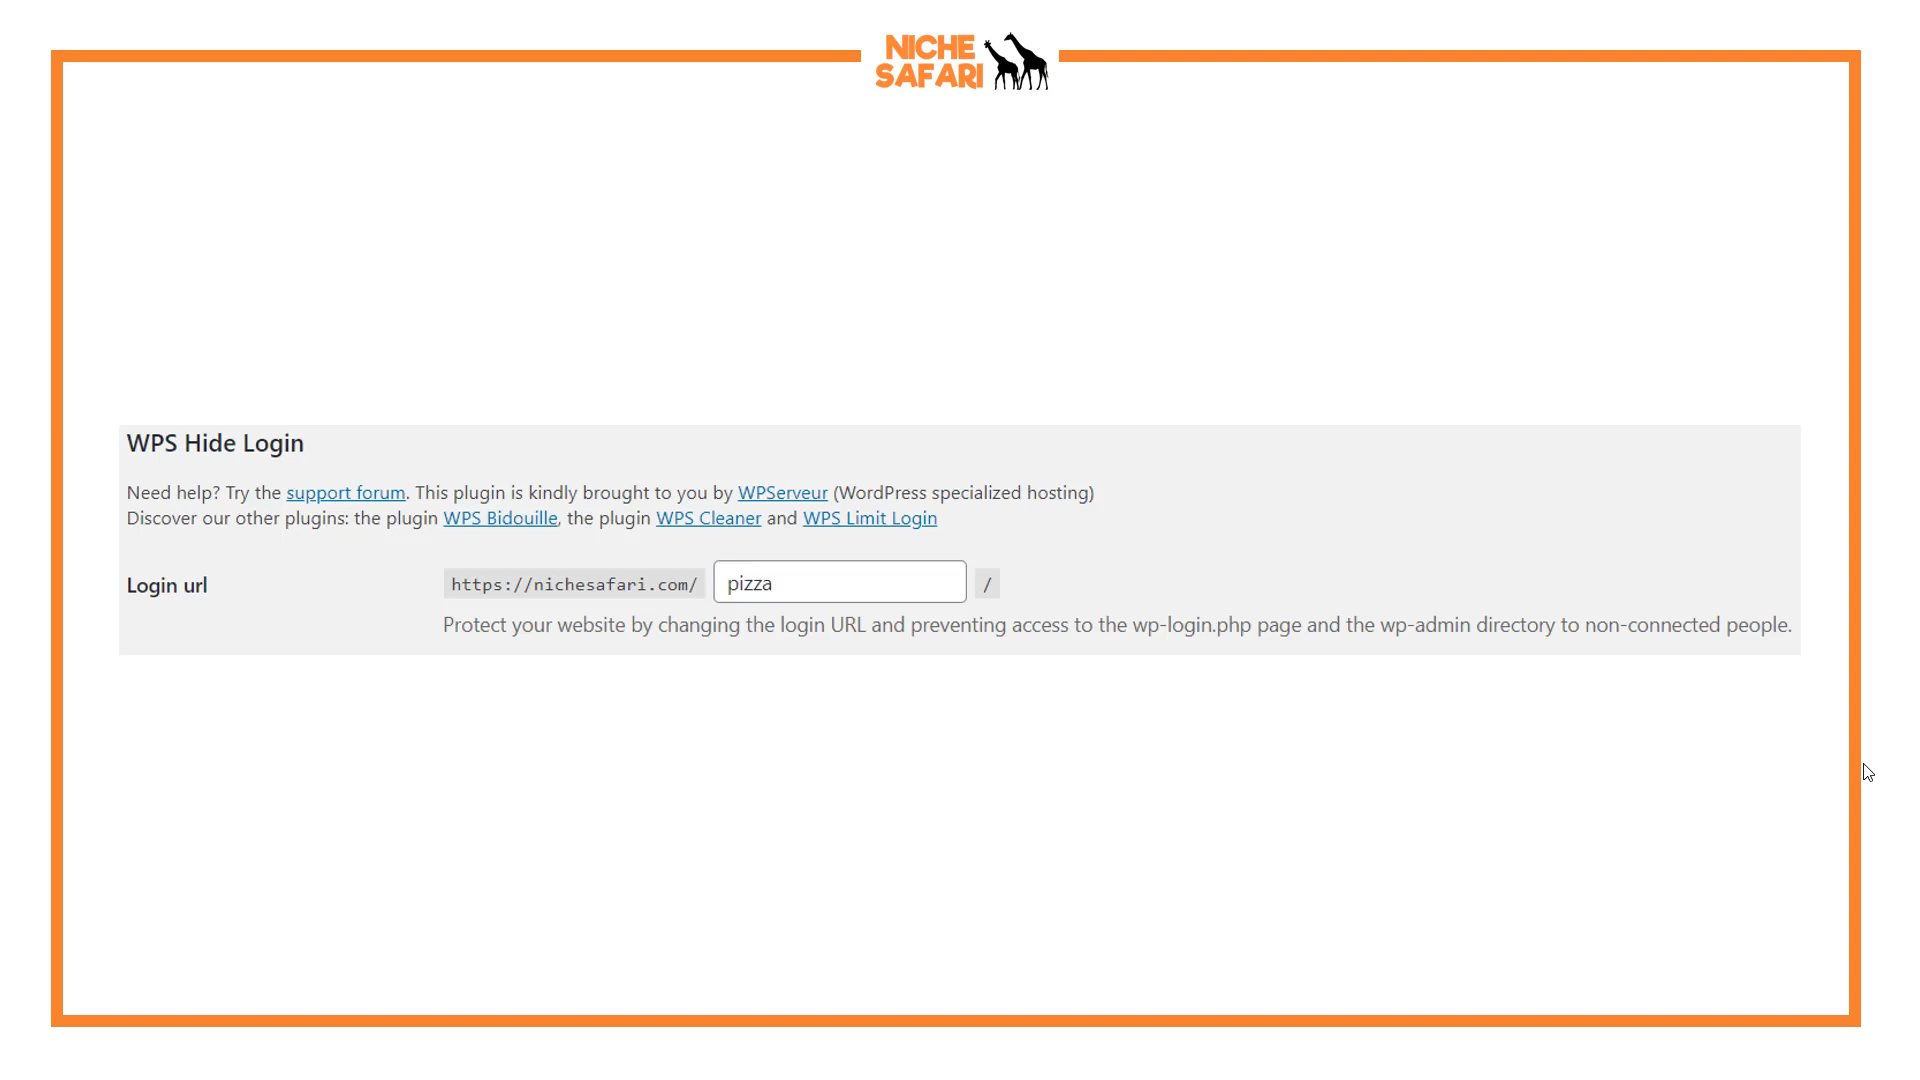 NICHE
SAFARI
WPS Hide Login
Need help? Try the support forum. This plugin is kindly brought to you by WPServeur (WordPress specialized hosting)
Discover our other plugins: the plugin WPS Bidouille, the plugin WPS Cleaner and WPS Limit Login
Login url https://nichesafari.com/ pizza /
Protect your website by changing the login URL and preventing access to the wp-login.php page and the wp-admin directory to non-connected people.